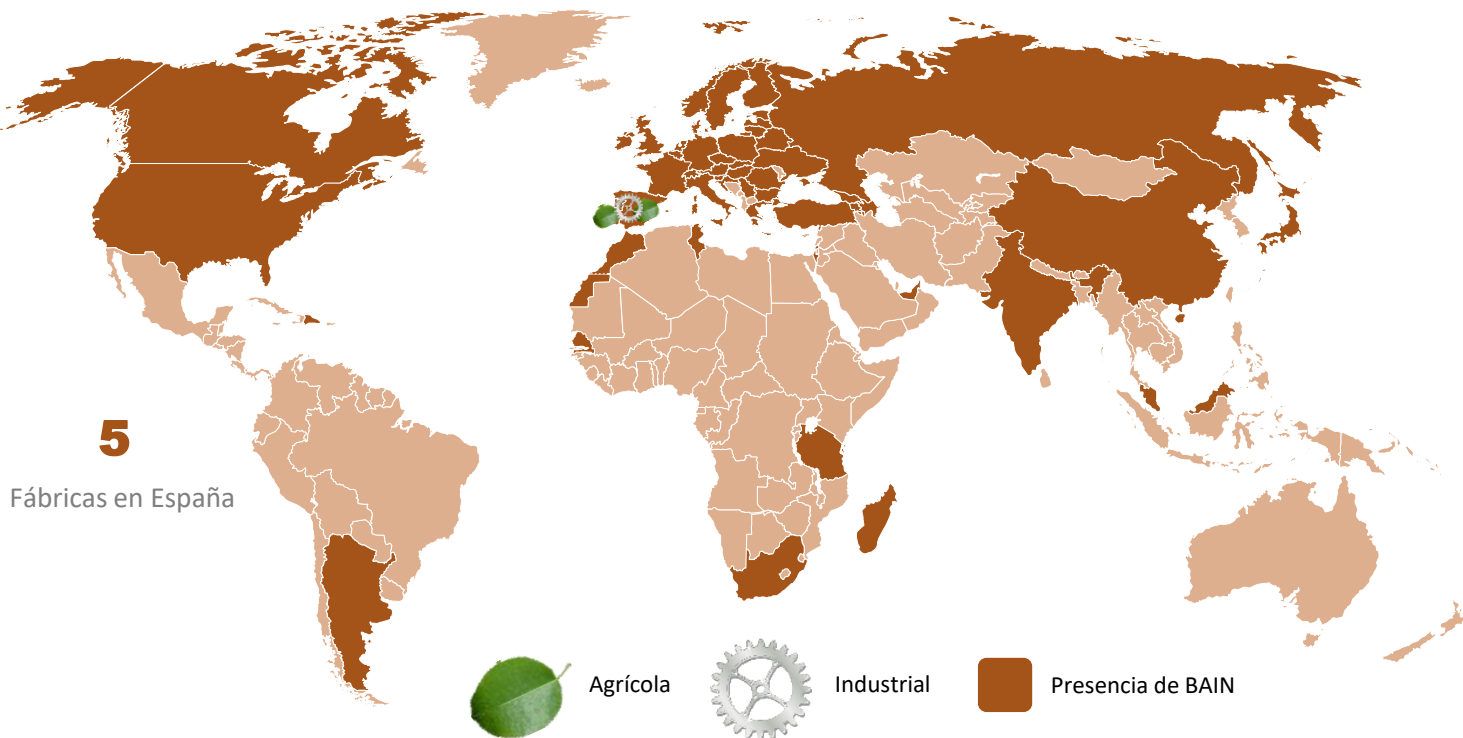 5
Fábricas en España
Agrícola
Industrial
Presencia de BAIN